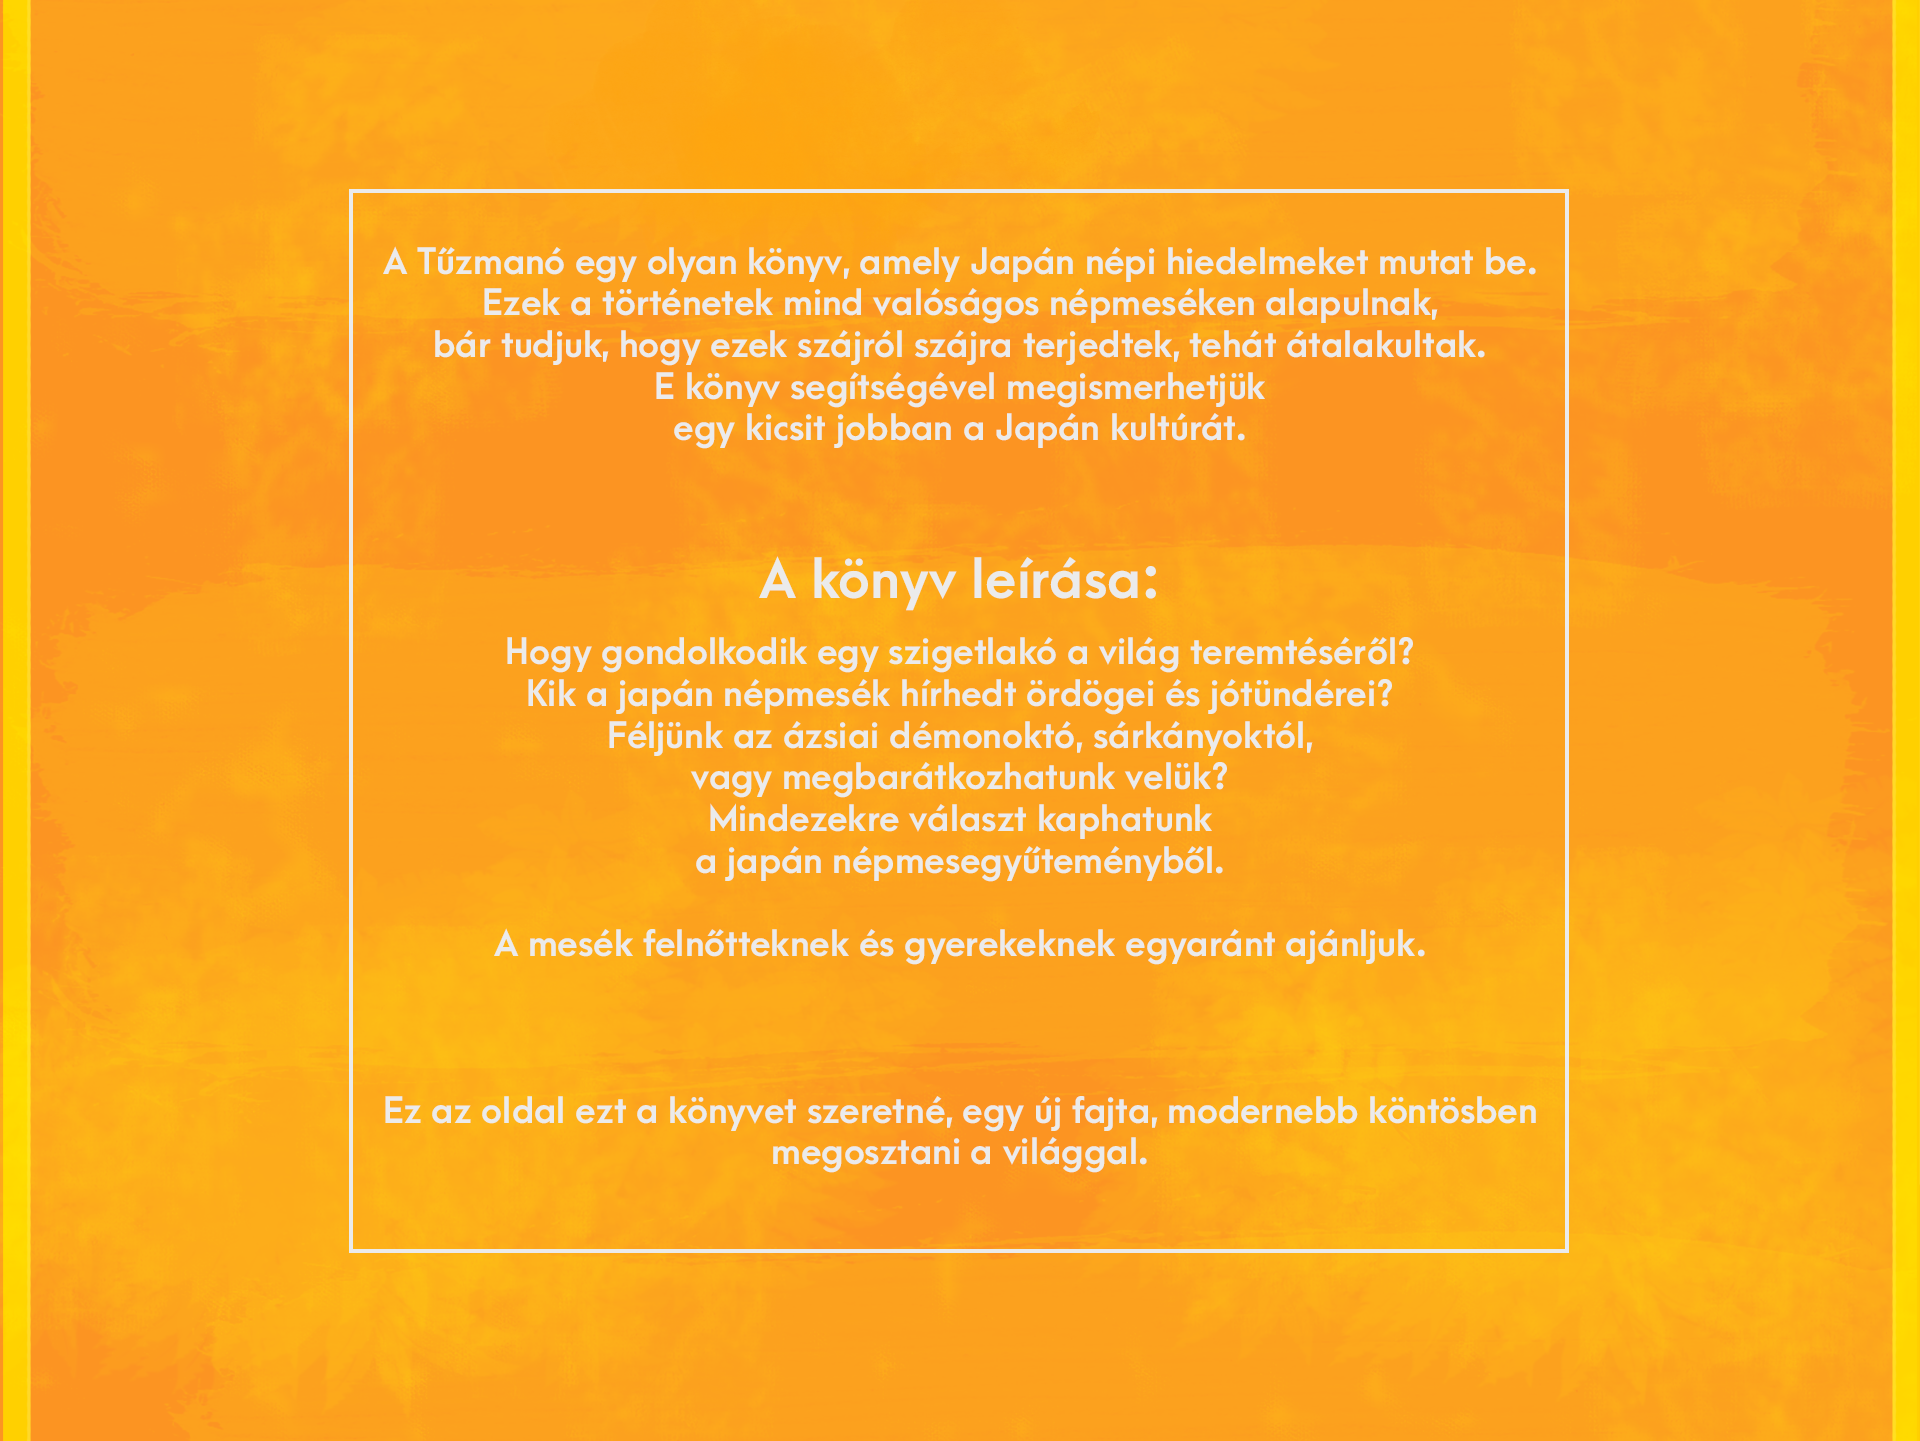 A Tűzmanó egy olyan könyv, amely Japán népi hiedelmeket mutat be.
Ezek a történetek mind valóságos népmeséken alapulnak,
bár tudjuk, hogy ezek szájról szájra terjedtek, tehát átalakultak.
E könyv segítségével megismerhetjük
egy kicsit jobban a Japán kultúrát.
A könyv leírása:
Hogy gondolkodik egy szigetlakó a világ teremtéséről?
Kik a japán népmesék hírhedt ördögei és jótündérei?
Féljünk az ázsiai démonoktó, sárkányoktól,
vagy megbarátkozhatunk velük?
Mindezekre választ kaphatunk
a japán népmesegyűteményből.
A mesék felnőtteknek és gyerekeknek egyaránt ajánljuk.
Ez az oldal ezt a könyvet szeretné, egy új fajta, modernebb köntösben
megosztani a világgal.